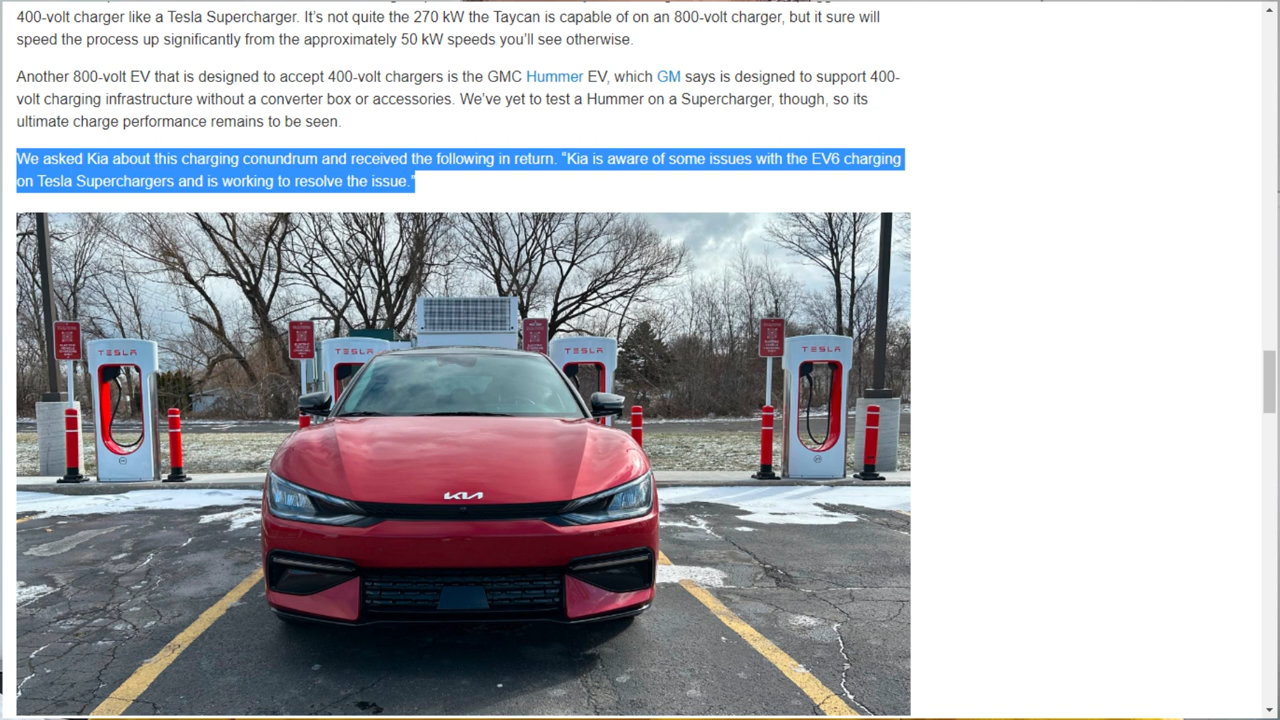 400-volt charger like a Tesla Supercharger. It’s not quite the 270 kW the Taycan is capable of on an 800-volt charger, but it sure will
speed the process up significantly from the approximately 50 kW speeds you’ll see otherwise.
Another 800-volt EV that is designed to accept 400-volt chargers is the GMC Hummer EV, which GM says is designed to support 400-
volt charging infrastructure without a converter box or accessories. We’ve yet to test a Hummer on a Supercharger, though, so its
ultimate charge performance remains to be seen.
We asked Kia about this charging conundrum and received the following in return. “Kia is aware of some issues with the EV6 charging
on Tesla Superchargers and is working to resolve the issue.”
TESLA
TESLA
TESLA
TESLA
KIA